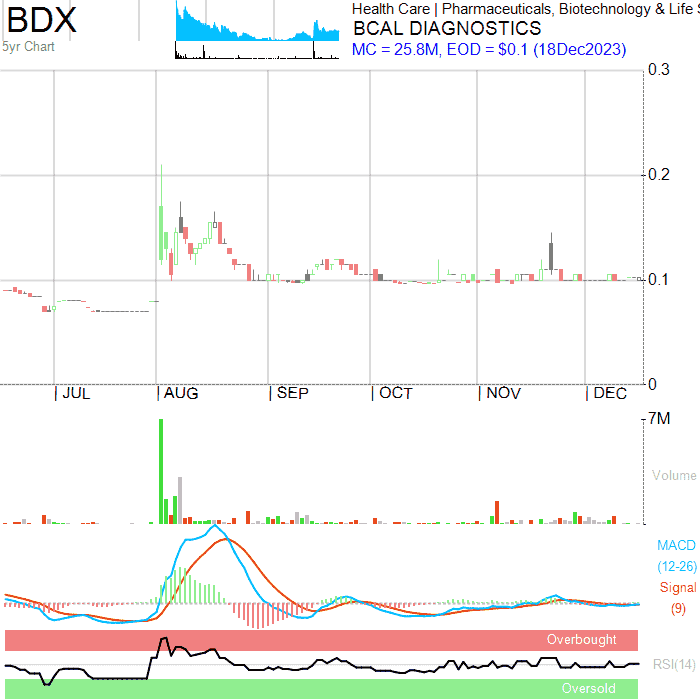 BDX
5yr Chart
Health Care | Pharmaceuticals, Biotechnology & Life
BCAL DIAGNOSTICS
MC = 25.8M, EOD = $0.1 (18Dec2023)
0.3
0.2
0.1
0
| JUL | AUG | SEP | OCT | NOV | DEC
7M
Volume
MACD
(12-26)
Signal
(9)
Overbought
RSI(14)
Oversold